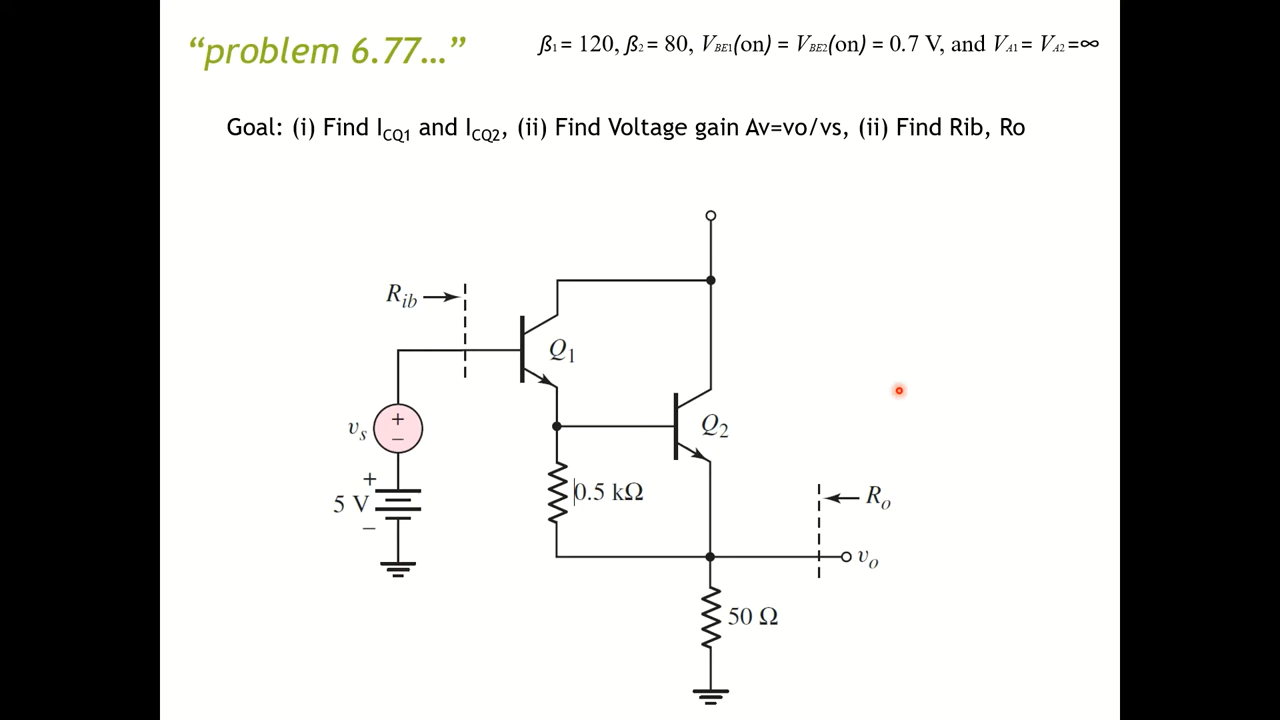 “problem 6.77...”
ß1 = 120, ß2 = 80, VBE1(on) = VBE2(on) = 0.7 V, and VA1 = VA2 =∞
Goal: (i) Find ICQ1 and ICQ2, (ii) Find Voltage gain Av=vo/vs, (ii) Find Rib, Ro
Rib
Q1
+
vs
−
Q2
+
5 V
−
0.5 kΩ
Ro
vo
50 Ω